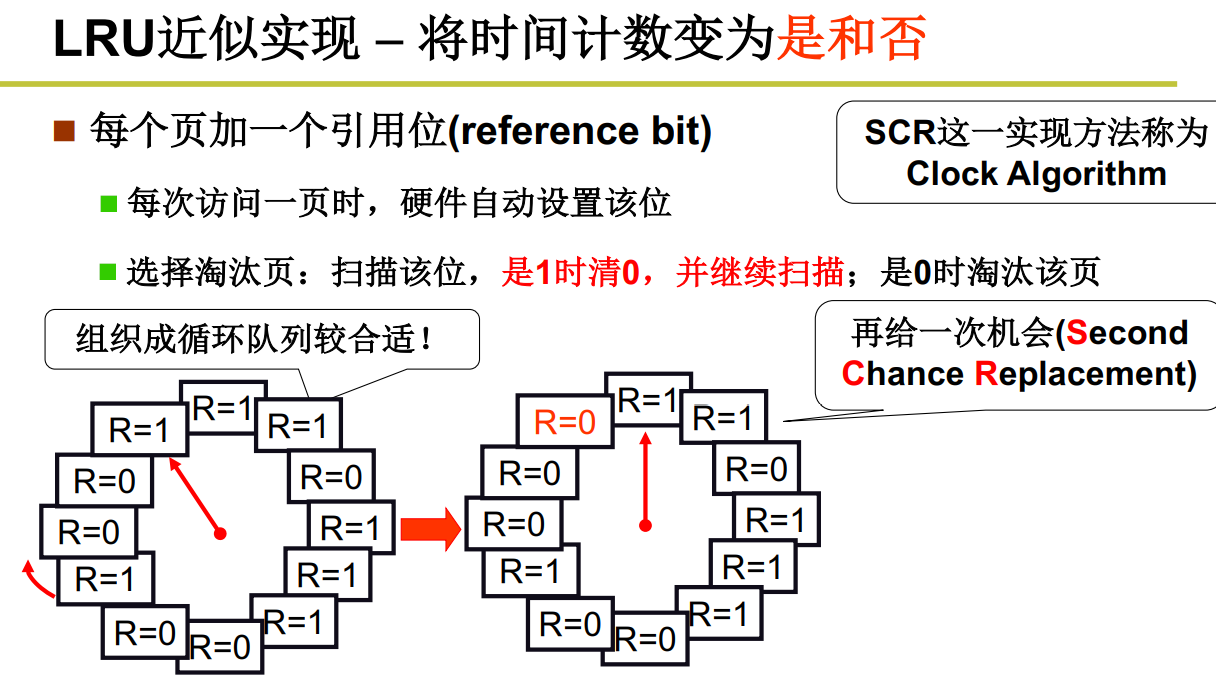 LRU近似实现 – 将时间计数变为是和否
每个页加一个引用位(reference bit)
SCR这一实现方法称为
Clock Algorithm
每次访问一页时，硬件自动设置该位
选择淘汰页：扫描该位，是1时清0，并继续扫描；是0时淘汰该页
组织成循环队列较合适！
再给一次机会(Second
Chance Replacement)
R=1
R=1
R=1
R=0
R=1
R=1
R=1
R=0
R=0
R=1
R=0
R=0
R=1
R=1
R=0
R=1
R=1
R=1
R=0
R=0
R=1
R=0
R=0
R=0